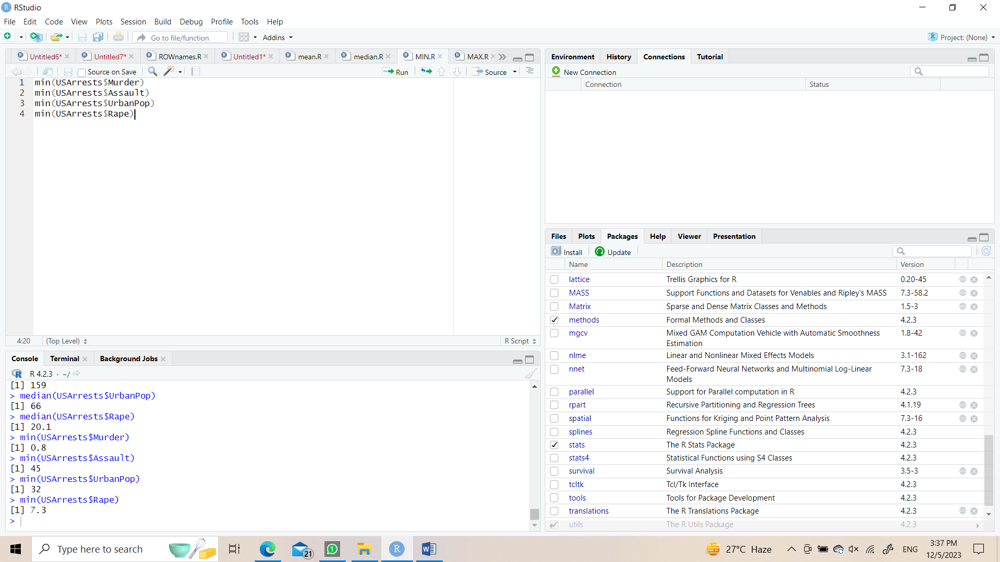 RStudio
File Edit Code View Plots Session Build Debug Profile Tools Help
Go to file/function Addins Project: (None)
Untitled6* Untitled7* ROWnames.R Untitled1* mean.R median.R MIN.R MAX.R
Source on Save Run Source
1 min(USArrests$Murder)
2 min(USArrests$Assault)
3 min(USArrests$UrbanPop)
4 min(USArrests$Rape)
4:20 (Top Level) R Script
Console Terminal Background Jobs
R 4.2.3 · ~/
[1] 159
> median(USArrests$UrbanPop)
[1] 66
> median(USArrests$Rape)
[1] 20.1
> min(USArrests$Murder)
[1] 0.8
> min(USArrests$Assault)
[1] 45
> min(USArrests$UrbanPop)
[1] 32
> min(USArrests$Rape)
[1] 7.3
>
Environment History Connections Tutorial
New Connection
Connection Status
Files Plots Packages Help Viewer Presentation
Install Update
Name Description Version
lattice Trellis Graphics for R 0.20-45
MASS Support Functions and Datasets for Venables and Ripley's MASS 7.3-58.2
Matrix Sparse and Dense Matrix Classes and Methods 1.5-3
methods Formal Methods and Classes 4.2.3
mgcv Mixed GAM Computation Vehicle with Automatic Smoothness 1.8-42
Estimation
nlme Linear and Nonlinear Mixed Effects Models 3.1-162
nnet Feed-Forward Neural Networks and Multinomial Log-Linear 7.3-18
Models
parallel Support for Parallel computation in R 4.2.3
rpart Recursive Partitioning and Regression Trees 4.1.19
spatial Functions for Kriging and Point Pattern Analysis 7.3-16
splines Regression Spline Functions and Classes 4.2.3
stats The R Stats Package 4.2.3
stats4 Statistical Functions using S4 Classes 4.2.3
survival Survival Analysis 3.5-3
tcltk Tcl/Tk Interface 4.2.3
tools Tools for Package Development 4.2.3
translations The R Translations Package 4.2.3
utils The R Utils Package 4.2.3
Type here to search 21 1 R 27°C Haze ENG 3:37 PM
12/5/2023